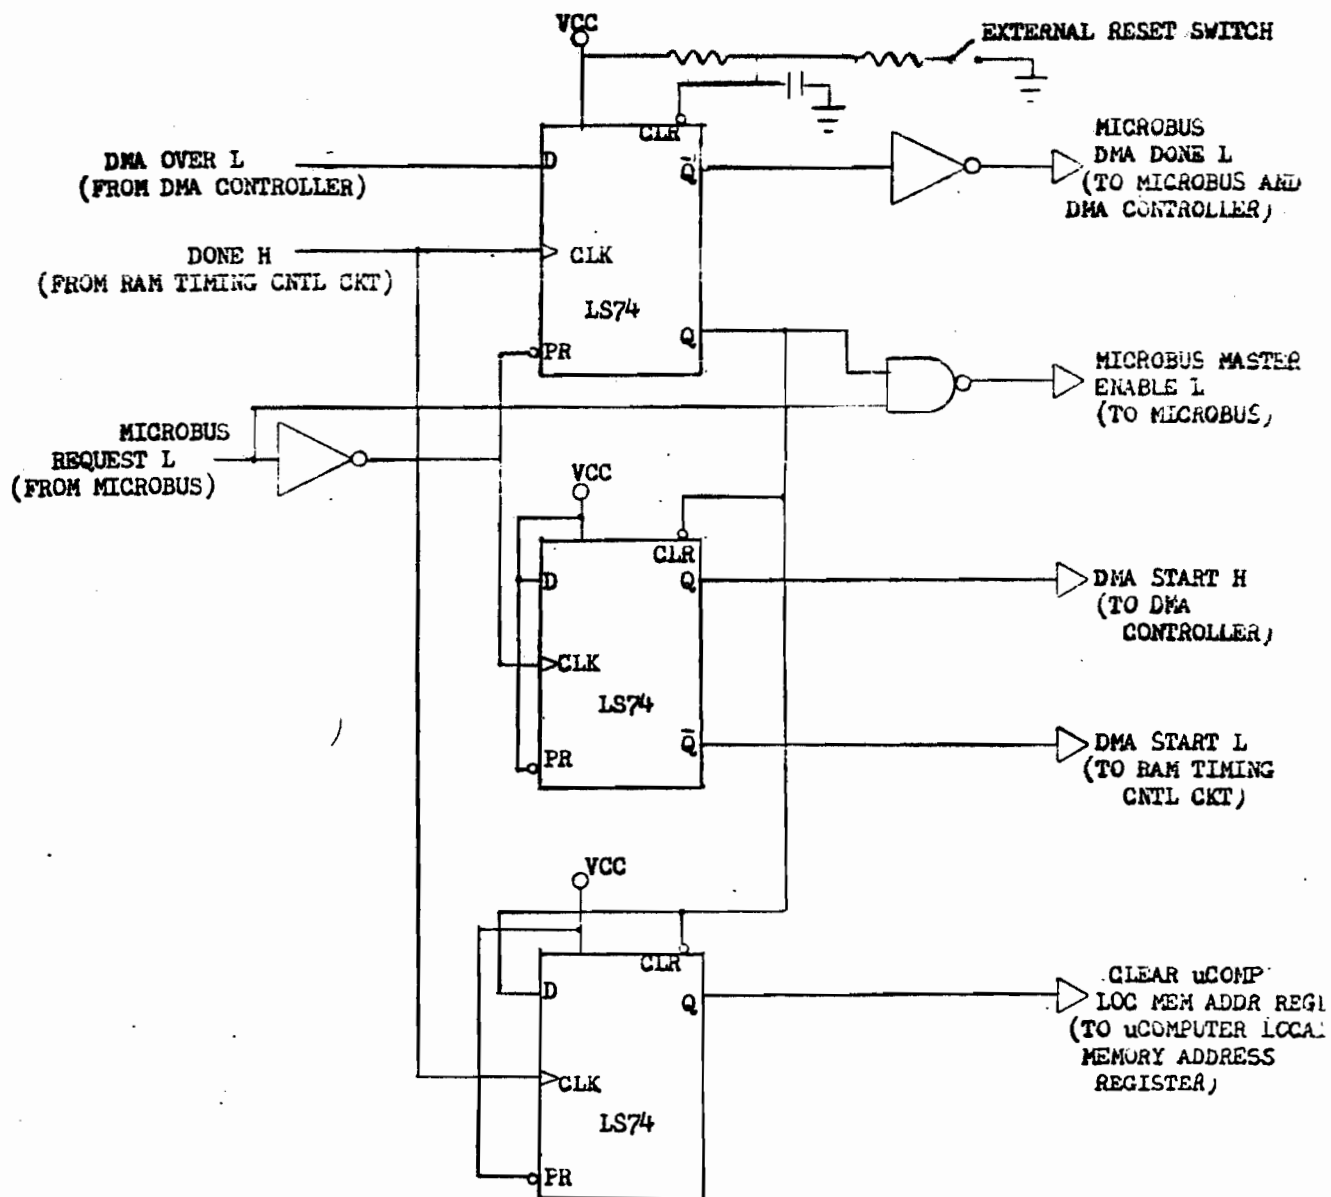 VCC
EXTERNAL RESET SWITCH
CLR
DMA OVER L
(FROM DMA CONTROLLER)
D
Q̅
MICROBUS
DMA DONE L
(TO MICROBUS AND
DMA CONTROLLER)
DONE H
(FROM RAM TIMING CNTL CKT)
CLK
LS74
PR
Q
MICROBUS MASTER
ENABLE L
(TO MICROBUS)
MICROBUS
REQUEST L
(FROM MICROBUS)
VCC
CLR
D
Q
DMA START H
(TO DMA
CONTROLLER)
CLK
LS74
PR
Q̅
DMA START L
(TO RAM TIMING
CNTL CKT)
VCC
CLR
D
Q
CLEAR uCOMP
LOC MEM ADDR REGI
(TO uCOMPUTER LOCAL
MEMORY ADDRESS
REGISTER)
CLK
LS74
PR